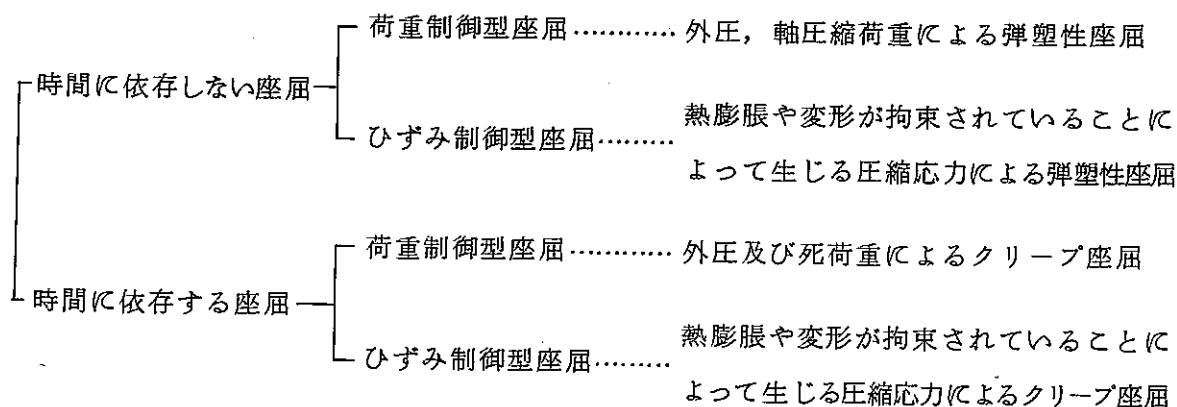 時間に依存しない座屈
荷重制御型座屈………… 外圧，軸圧縮荷重による弾塑性座屈
ひずみ制御型座屈……… 熱膨脹や変形が拘束されていることに
よって生じる圧縮応力による弾塑性座屈
時間に依存する座屈
荷重制御型座屈………… 外圧及び死荷重によるクリープ座屈
ひずみ制御型座屈……… 熱膨脹や変形が拘束されていることに
よって生じる圧縮応力によるクリープ座屈